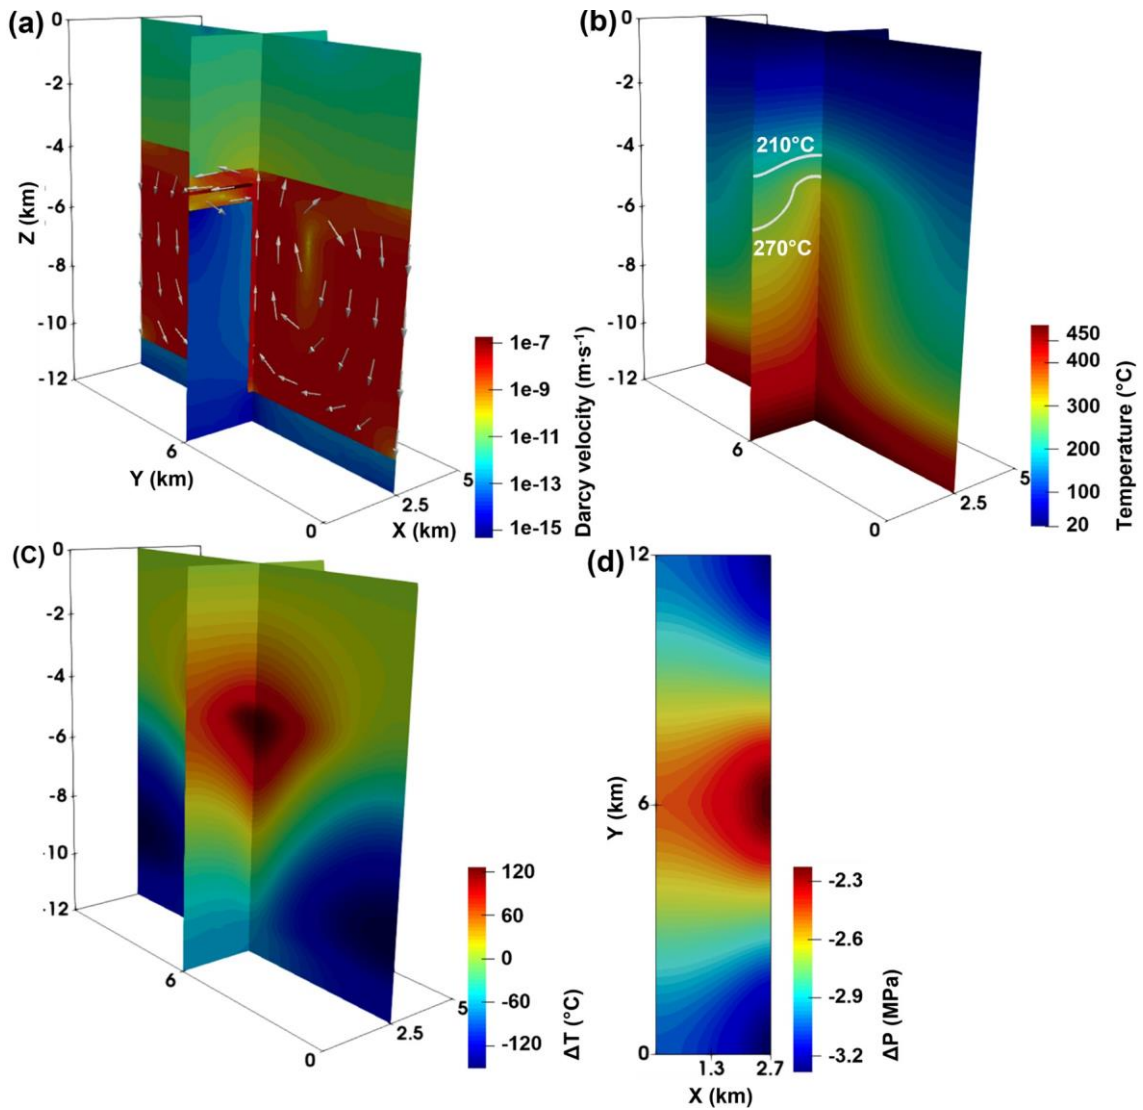 (a)
0
-2
-4
-6
-8
-10
-12
Z (km)
6
Y (km)
0
X (km)
2.5
5
1e-7
1e-9
1e-11
1e-13
1e-15
Darcy velocity (m·s⁻¹)
(b)
0
-2
-4
-6
-8
-10
-12
210°C
270°C
6
0
2.5
5
450
400
300
200
100
20
Temperature (°C)
(C)
0
-2
-4
-6
-8
·10
·12
6
0
2.5
5
120
60
0
-60
-120
ΔT (°C)
(d)
12
6
0
Y (km)
1.3
2.7
X (km)
-2.3
-2.6
-2.9
-3.2
ΔP (MPa)